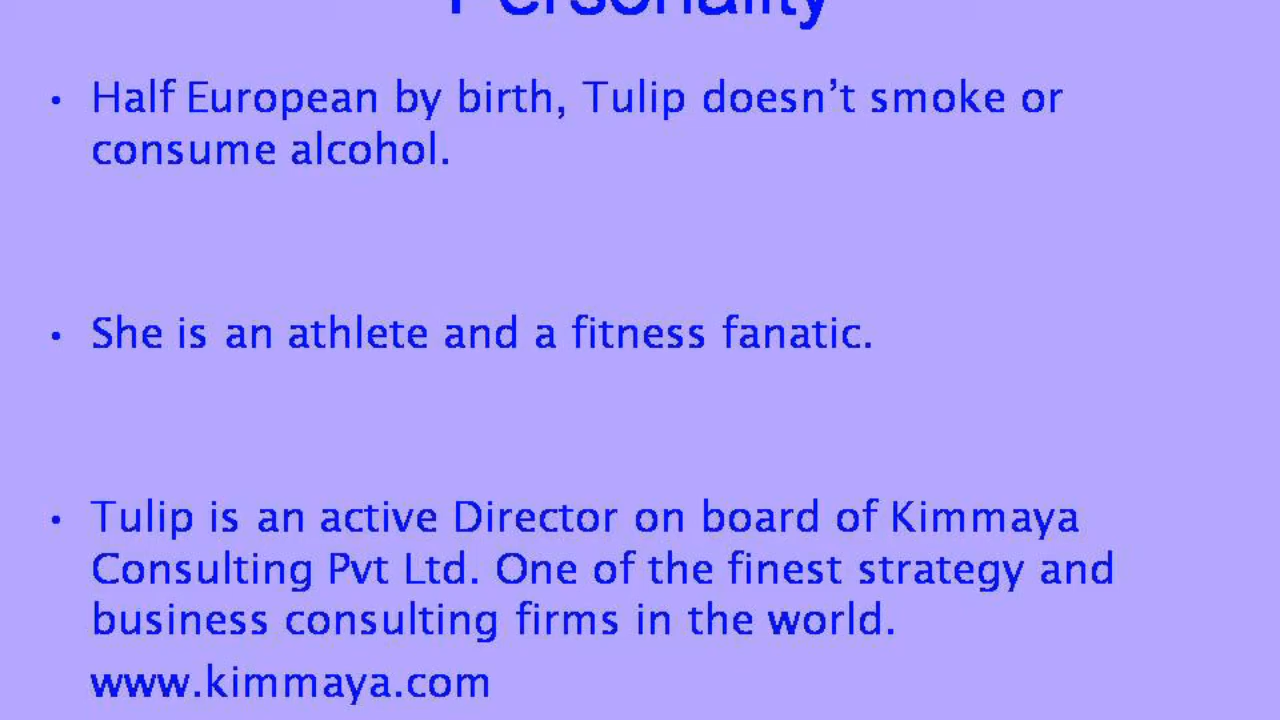 Personality
• Half European by birth, Tulip doesn’t smoke or
consume alcohol.
• She is an athlete and a fitness fanatic.
• Tulip is an active Director on board of Kimmaya
Consulting Pvt Ltd. One of the finest strategy and
business consulting firms in the world.
www.kimmaya.com